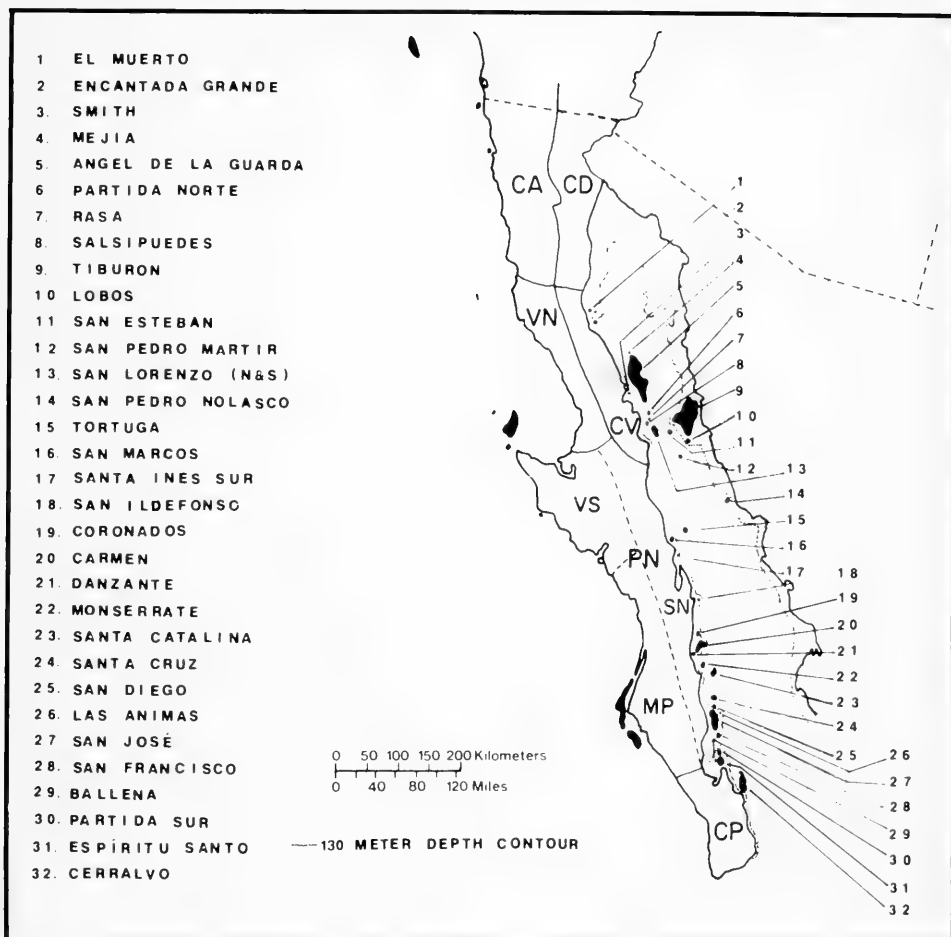 1 EL MUERTO
2 ENCANTADA GRANDE
3. SMITH
4. MEJIA
5. ANGEL DE LA GUARDA
6 PARTIDA NORTE
7. RASA
8. SALSIPUEDES
9. TIBURON
10 LOBOS
11 SAN ESTEBAN
12 SAN PEDRO MARTIR
13. SAN LORENZO (N&S)
14 SAN PEDRO NOLASCO
15 TORTUGA
16. SAN MARCOS
17 SANTA INES SUR
18. SAN ILDEFONSO
19. CORONADOS
20 CARMEN
21. DANZANTE
22. MONSERRATE
23. SANTA CATALINA
24. SANTA CRUZ
25. SAN DIEGO
26. LAS ANIMAS
27 SAN JOSÉ
28. SAN FRANCISCO
29. BALLENA
30. PARTIDA SUR
31. ESPÍRITU SANTO
32. CERRALVO
0 50 100 150 200 Kilometers
0 40 80 120 Miles
130 METER DEPTH CONTOUR
CA CD
VN
CV
VS
PN
SN
MP
CP
1
2
3
4
5
6
7
8
9
10
11
12
13
14
15
16
17
18
19
20
21
22
23
24
25
26
27
28
29
30
31
32